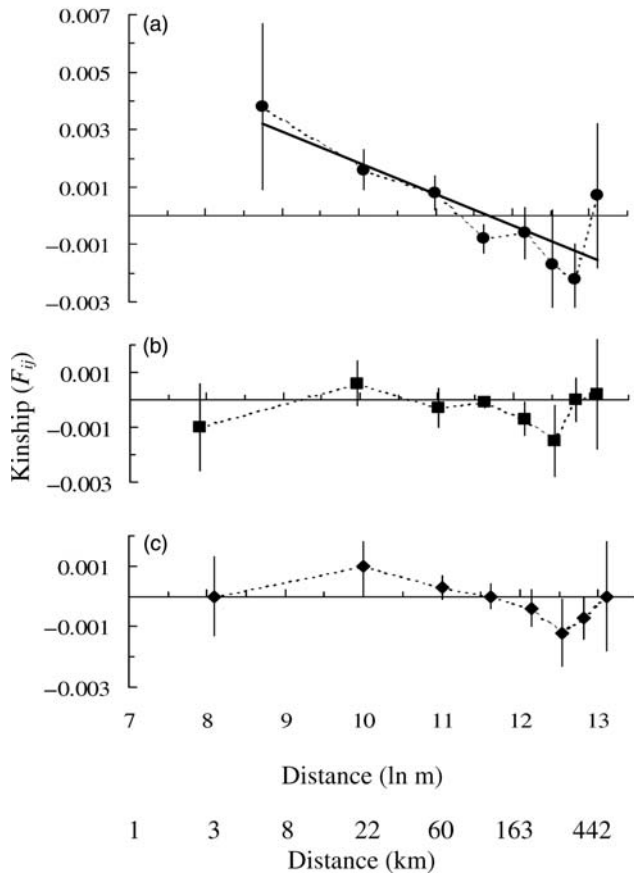 (a)
0.007
0.005
0.003
0.001
−0.001
−0.003
(b)
0.001
−0.001
−0.003
Kinship (Fij)
(c)
0.001
−0.001
−0.003
7 8 9 10 11 12 13
Distance (ln m)
1 3 8 22 60 163 442
Distance (km)